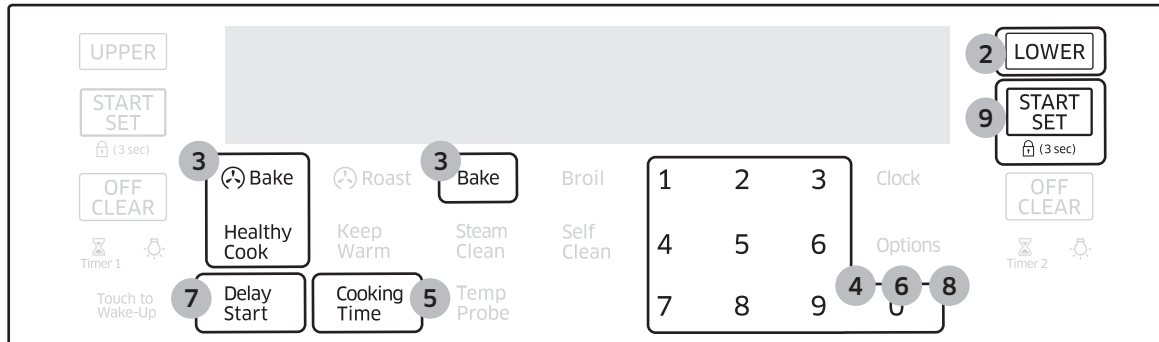 UPPER
2 LOWER
START
SET
(3 sec)
9 START
SET
(3 sec)
3 Bake
Roast
3 Bake
Broil
1 2 3
Clock
OFF
CLEAR
OFF
CLEAR
Healthy
Cook
Keep
Warm
Steam
Clean
Self
Clean
4 5 6
Options
Timer 1
Timer 2
Touch to
Wake-Up
7 Delay
Start
Cooking
Time 5
Temp
Probe
7 8 9 0
4 6 8